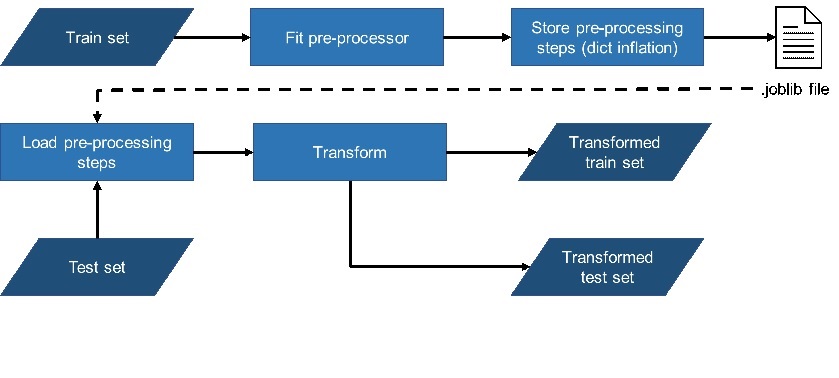 Train set
Fit pre-processor
Store pre-processing
steps (dict inflation)
.joblib file
Load pre-processing
steps
Transform
Transformed
train set
Test set
Transformed
test set